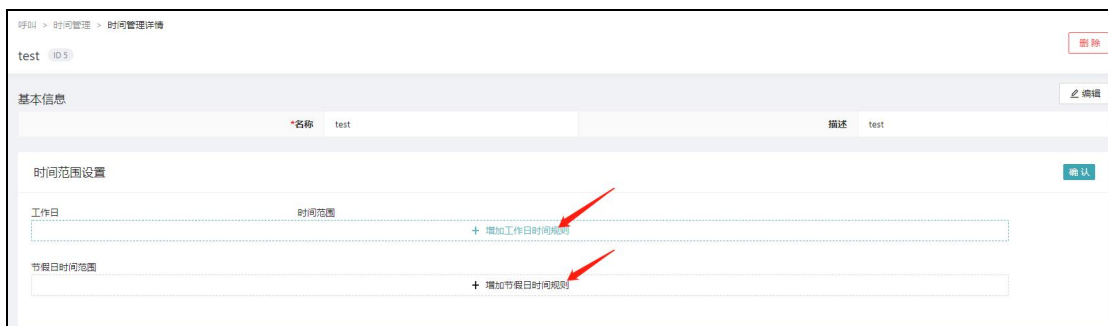 呼叫 > 时间管理 > 时间管理详情
test ID 5
删 除
基本信息
编辑
*名称 test 描述 test
时间范围设置
确 认
工作日 时间范围
+ 增加工作日时间规则
节假日时间范围
+ 增加节假日时间规则